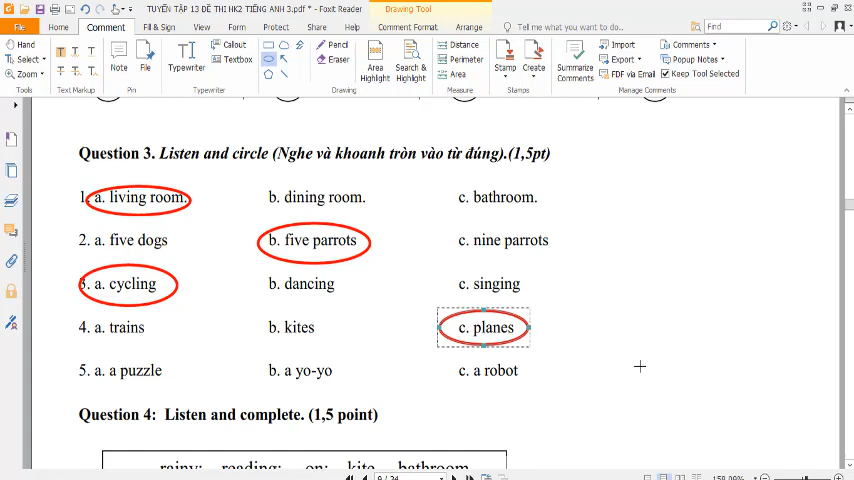 TUYỂN TẬP 13 ĐỀ THI HK2 TIẾNG ANH 3.pdf * - Foxit Reader
Drawing Tool
File Home Comment Fill & Sign View Form Protect Share Help Comment Format Arrange Tell me what you want to do... Find
Hand
Select
Zoom
Tools
Text Markup
Note
File
Pin
Typewriter
Callout
Textbox
Typewriter
Pencil
Eraser
Drawing
Area Highlight
Search & Highlight
Distance
Perimeter
Area
Measure
Stamp
Create
Stamps
Summarize Comments
Import
Export
FDF via Email
Comments
Popup Notes
Keep Tool Selected
Manage Comments
Question 3. Listen and circle (Nghe và khoanh tròn vào từ đúng).(1,5pt)
1. a. living room. b. dining room. c. bathroom.
2. a. five dogs b. five parrots c. nine parrots
3. a. cycling b. dancing c. singing
4. a. trains b. kites c. planes
5. a. a puzzle b. a yo-yo c. a robot
Question 4: Listen and complete. (1,5 point)
rainy; reading; on; kite bathroom
9 / 34 158.09%